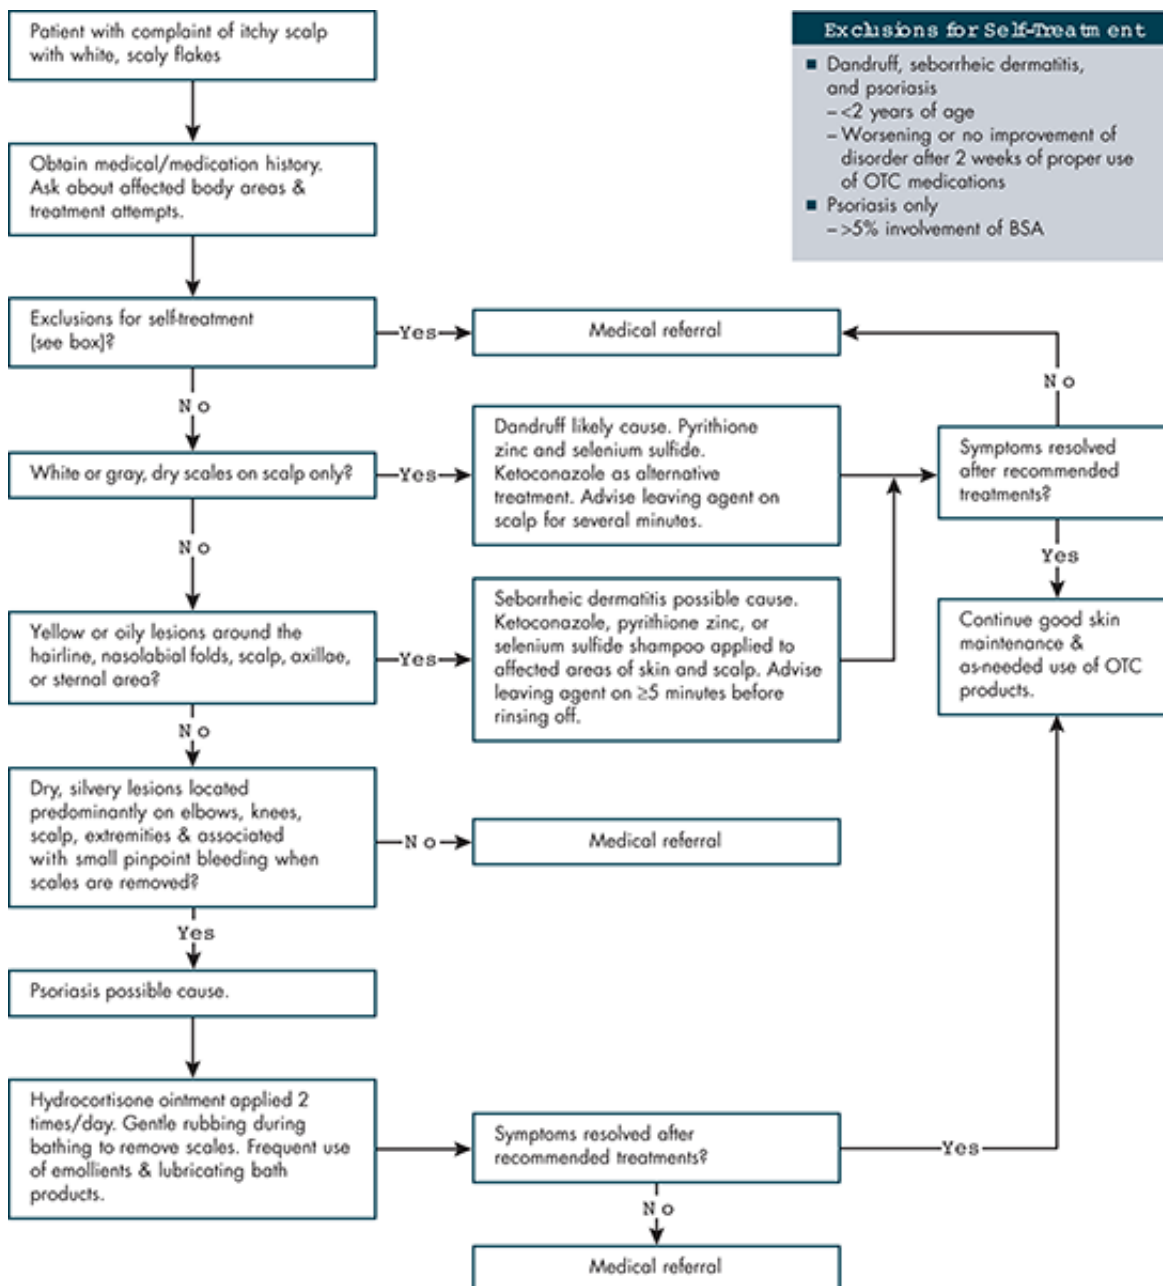 Patient with complaint of itchy scalp
with white, scaly flakes
Exclusions for Self-Treatment
■ Dandruff, seborrheic dermatitis,
and psoriasis
– <2 years of age
– Worsening or no improvement of
disorder after 2 weeks of proper use
of OTC medications
■ Psoriasis only
– >5% involvement of BSA
Obtain medical/medication history.
Ask about affected body areas &
treatment attempts.
Exclusions for self-treatment
(see box)?
Yes
Medical referral
No
No
White or gray, dry scales on scalp only?
Yes
Dandruff likely cause. Pyrithione
zinc and selenium sulfide.
Ketoconazole as alternative
treatment. Advise leaving agent on
scalp for several minutes.
Symptoms resolved
after recommended
treatments?
No
Yes
Yellow or oily lesions around the
hairline, nasolabial folds, scalp, axillae,
or sternal area?
Yes
Seborrheic dermatitis possible cause.
Ketoconazole, pyrithione zinc, or
selenium sulfide shampoo applied to
affected areas of skin and scalp. Advise
leaving agent on ≥5 minutes before
rinsing off.
Continue good skin
maintenance &
as-needed use of OTC
products.
No
Dry, silvery lesions located
predominantly on elbows, knees,
scalp, extremities & associated
with small pinpoint bleeding when
scales are removed?
No
Medical referral
Yes
Psoriasis possible cause.
Hydrocortisone ointment applied 2
times/day. Gentle rubbing during
bathing to remove scales. Frequent use
of emollients & lubricating bath
products.
Symptoms resolved after
recommended treatments?
Yes
No
Medical referral